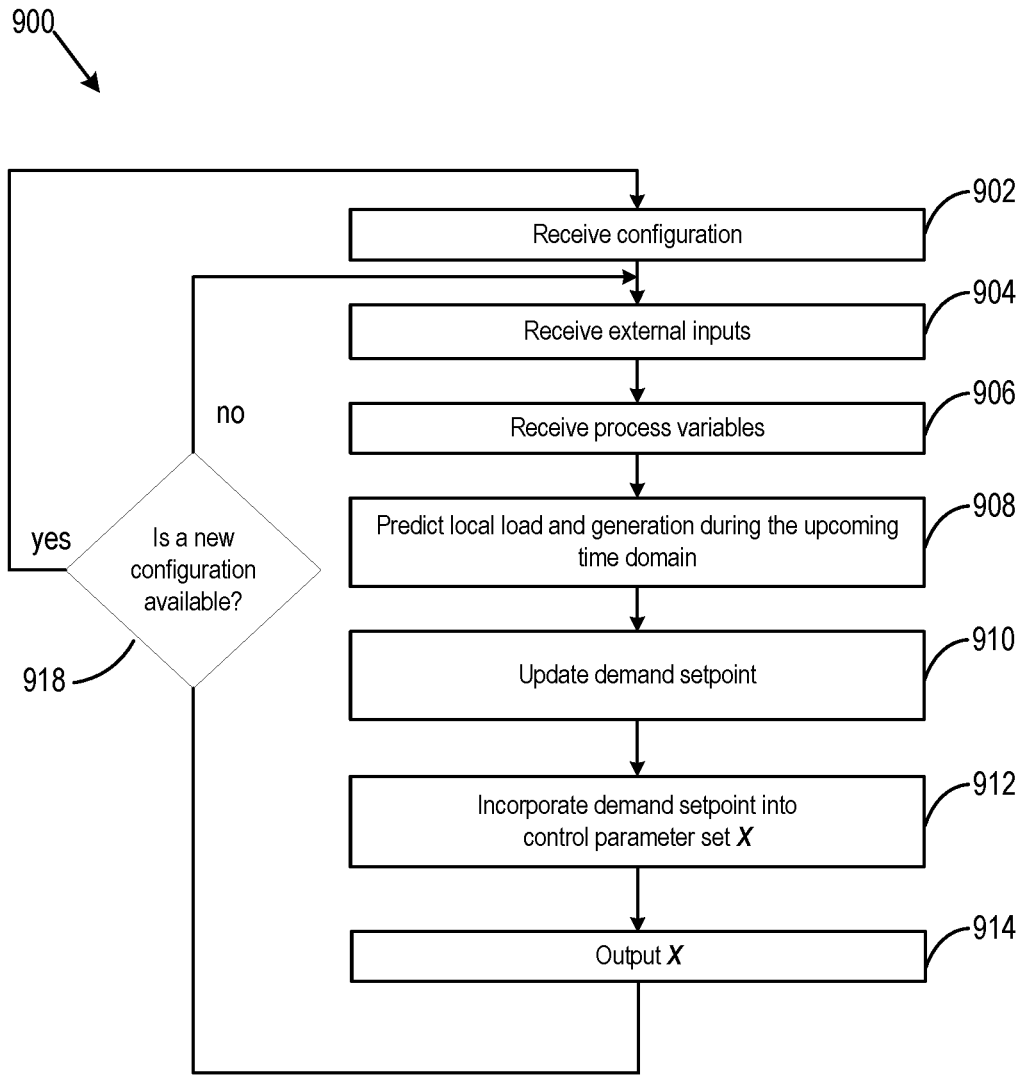 900
902
Receive configuration
904
Receive external inputs
906
Receive process variables
908
Predict local load and generation during the upcoming
time domain
910
Update demand setpoint
912
Incorporate demand setpoint into
control parameter set X
914
Output X
no
yes
Is a new
configuration
available?
918